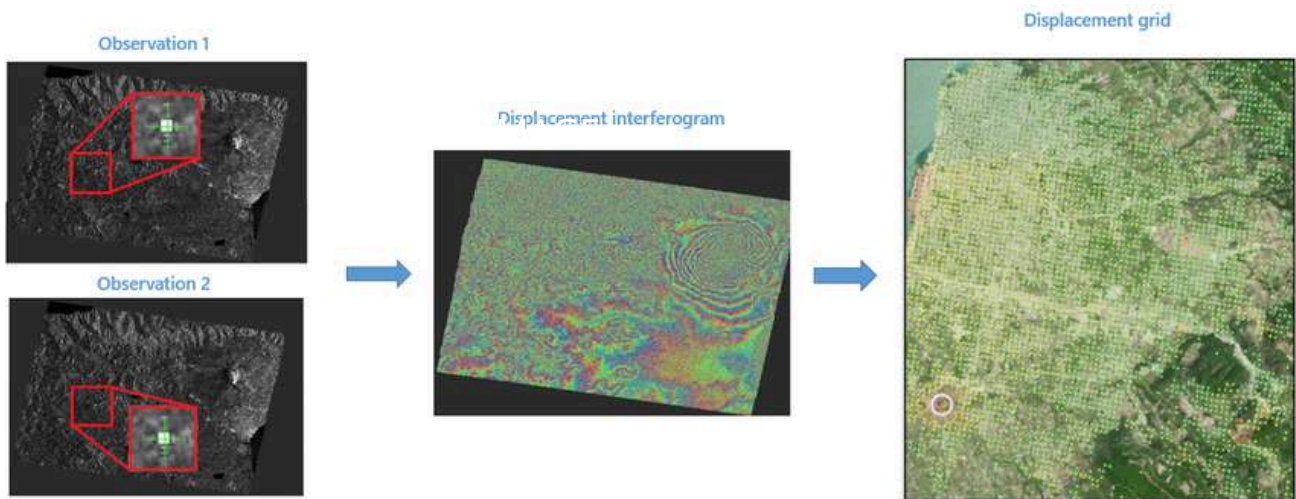 Observation 1
Observation 2
Displacement interferogram
Displacement grid